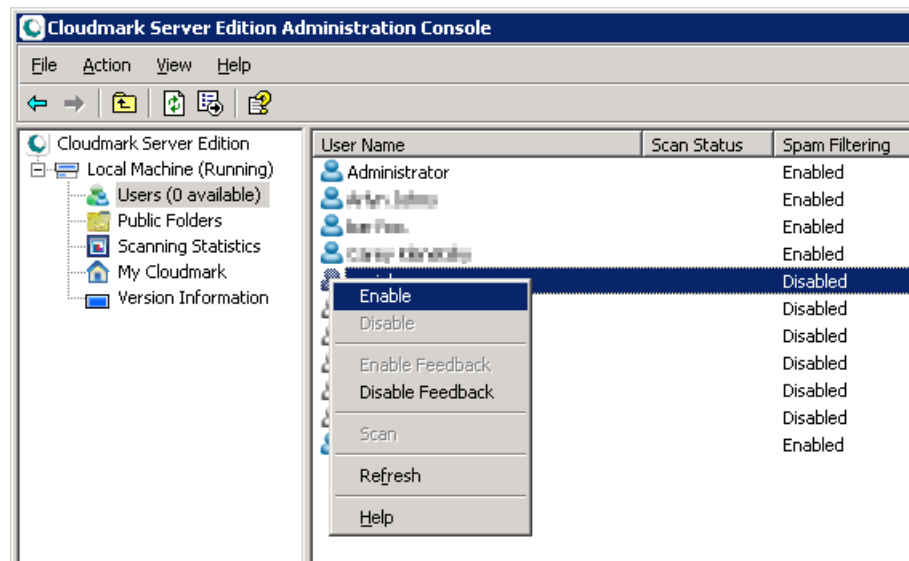 Cloudmark Server Edition Administration Console
File Action View Help
Cloudmark Server Edition
Local Machine (Running)
Users (0 available)
Public Folders
Scanning Statistics
My Cloudmark
Version Information
User Name Scan Status Spam Filtering
Administrator Enabled
Enabled
Enabled
Enabled
Disabled
Disabled
Disabled
Disabled
Disabled
Disabled
Enabled
Enable
Disable
Enable Feedback
Disable Feedback
Scan
Refresh
Help